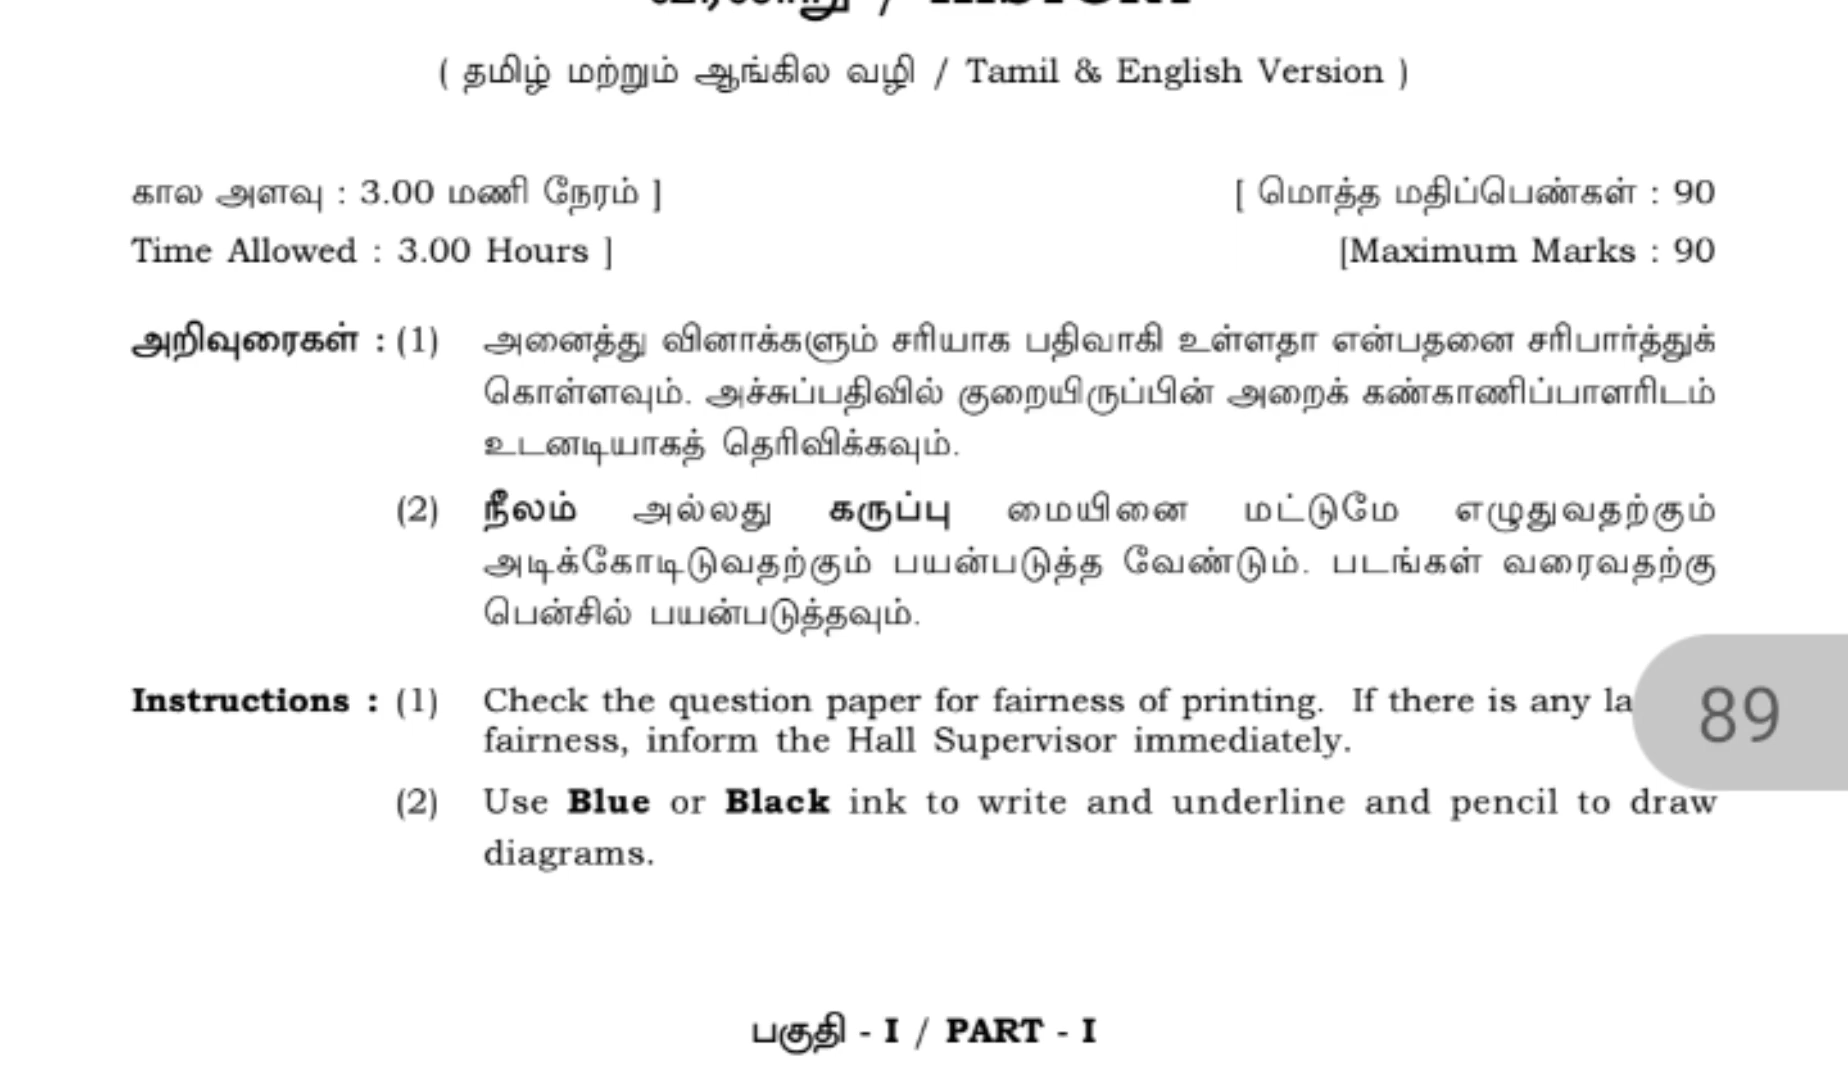 வரலாறு / HISTORY
( தமிழ் மற்றும் ஆங்கில வழி / Tamil & English Version )
கால அளவு : 3.00 மணி நேரம் ] [ மொத்த மதிப்பெண்கள் : 90
Time Allowed : 3.00 Hours ] [Maximum Marks : 90
அறிவுரைகள் : (1) அனைத்து வினாக்களும் சரியாக பதிவாகி உள்ளதா என்பதனை சரிபார்த்துக்
கொள்ளவும். அச்சுப்பதிவில் குறையிருப்பின் அறைக் கண்காணிப்பாளரிடம்
உடனடியாகத் தெரிவிக்கவும்.
(2) நீலம் அல்லது கருப்பு மையினை மட்டுமே எழுதுவதற்கும்
அடிக்கோடிடுவதற்கும் பயன்படுத்த வேண்டும். படங்கள் வரைவதற்கு
பென்சில் பயன்படுத்தவும்.
Instructions : (1) Check the question paper for fairness of printing. If there is any la
89
fairness, inform the Hall Supervisor immediately.
(2) Use Blue or Black ink to write and underline and pencil to draw
diagrams.
பகுதி - I / PART - I